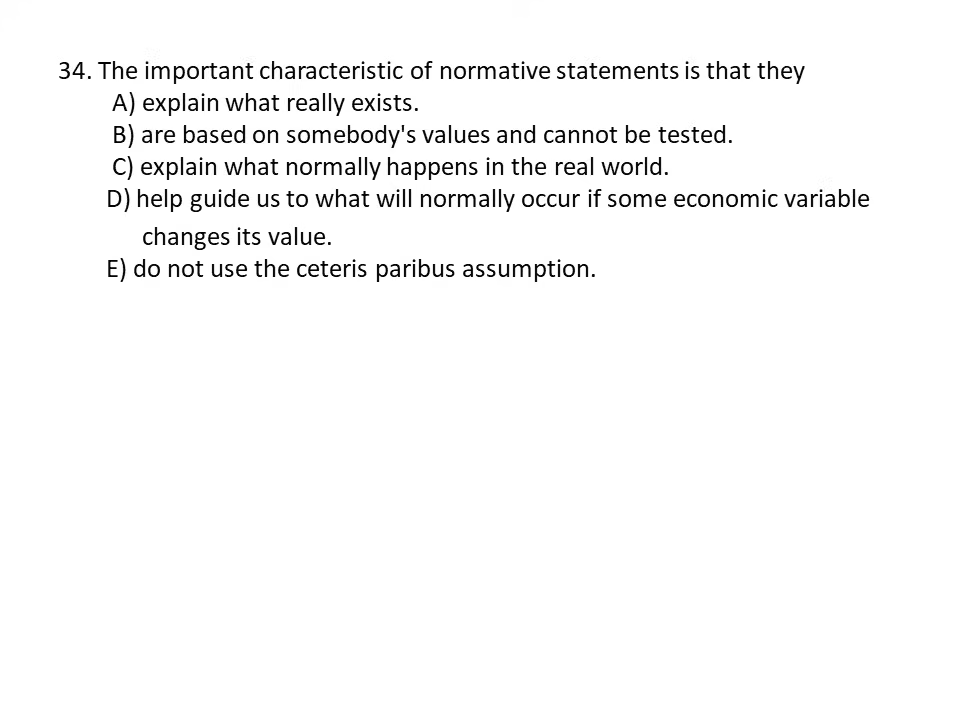 34. The important characteristic of normative statements is that they
A) explain what really exists.
B) are based on somebody's values and cannot be tested.
C) explain what normally happens in the real world.
D) help guide us to what will normally occur if some economic variable
changes its value.
E) do not use the ceteris paribus assumption.